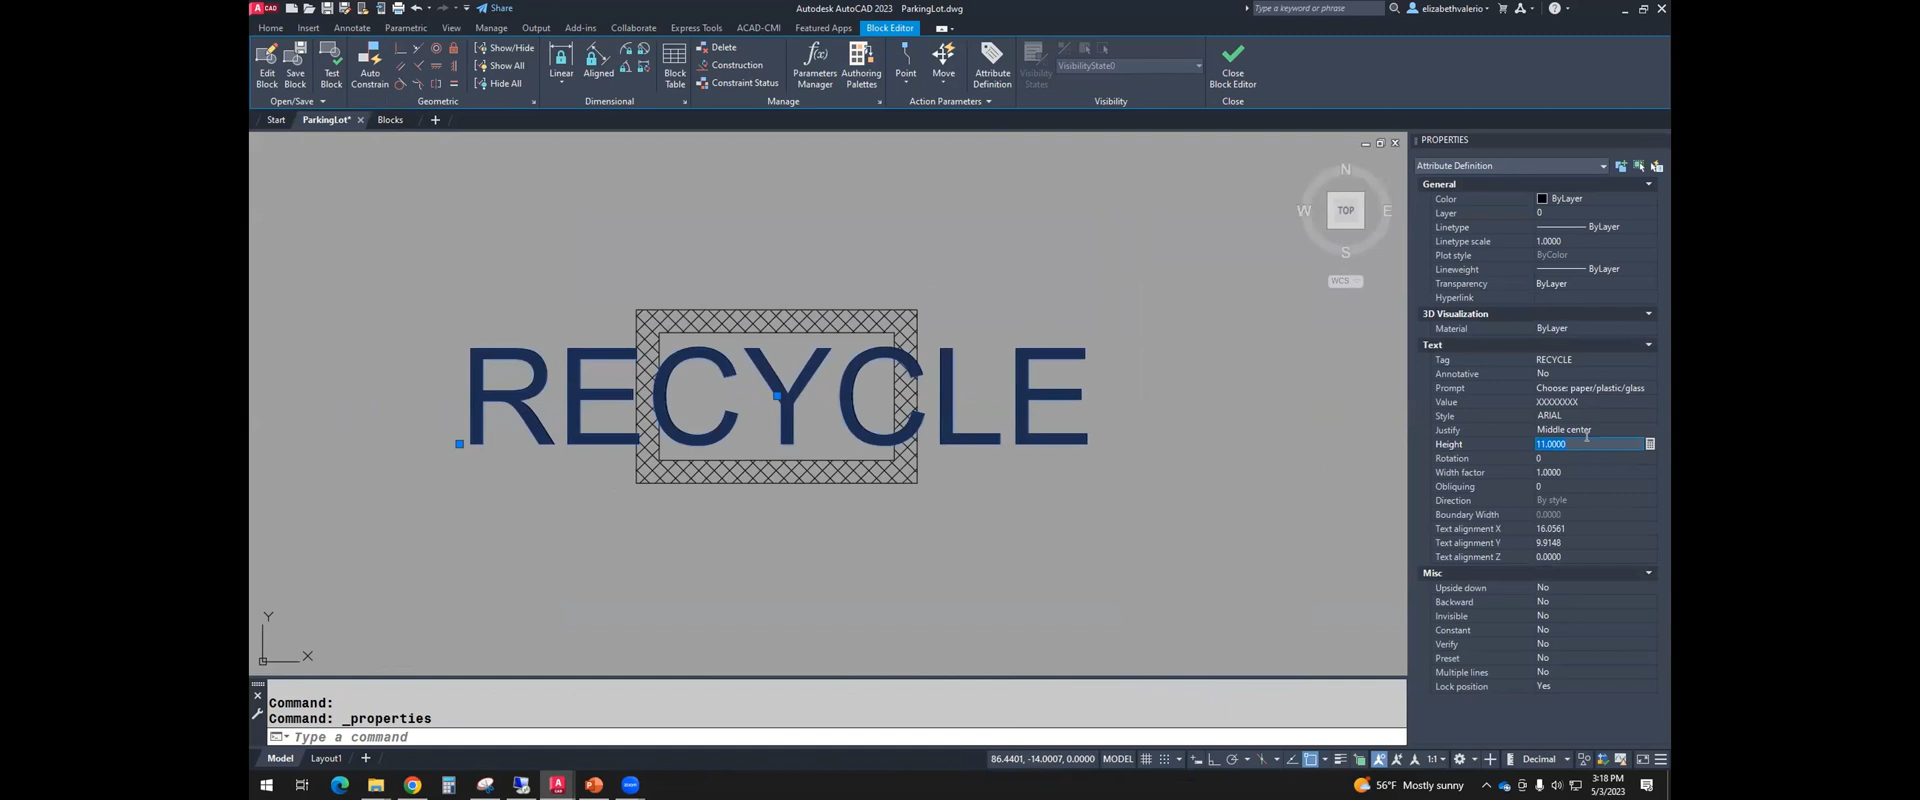 Autodesk AutoCAD 2023 ParkingLot.dwg
Share
Type a keyword or phrase
elizabethvalerio
Home Insert Annotate Parametric View Manage Output Add-ins Collaborate Express Tools ACAD-CMI Featured Apps Block Editor
Edit Block
Save Block
Test Block
Auto Constrain
Show/Hide
Show All
Hide All
Linear
Aligned
Block Table
Delete
Construction
Constraint Status
Parameters Manager
Authoring Palettes
Point
Move
Attribute Definition
Visibility States
VisibilityState0
Close Block Editor
Open/Save Geometric Dimensional Manage Action Parameters Visibility Close
Start ParkingLot* Blocks
PROPERTIES
Attribute Definition
General
Color ByLayer
Layer 0
Linetype ByLayer
Linetype scale 1.0000
Plot style ByColor
Lineweight ByLayer
Transparency ByLayer
Hyperlink
3D Visualization
Material ByLayer
Text
Tag RECYCLE
Annotative No
Prompt Choose: paper/plastic/glass
Value XXXXXXXX
Style ARIAL
Justify Middle center
Height 11.0000
Rotation 0
Width factor 1.0000
Obliquing 0
Direction By style
Boundary Width 0.0000
Text alignment X 16.0561
Text alignment Y 9.9148
Text alignment Z 0.0000
Misc
Upside down No
Backward No
Invisible No
Constant No
Verify No
Preset No
Multiple lines No
Lock position Yes
N
W TOP E
S
WCS
RECYCLE
Y
X
Command:
Command: _properties
Type a command
Model Layout1
86.4401, -14.0007, 0.0000 MODEL
1:1
Decimal
56°F Mostly sunny
3:18 PM
5/3/2023